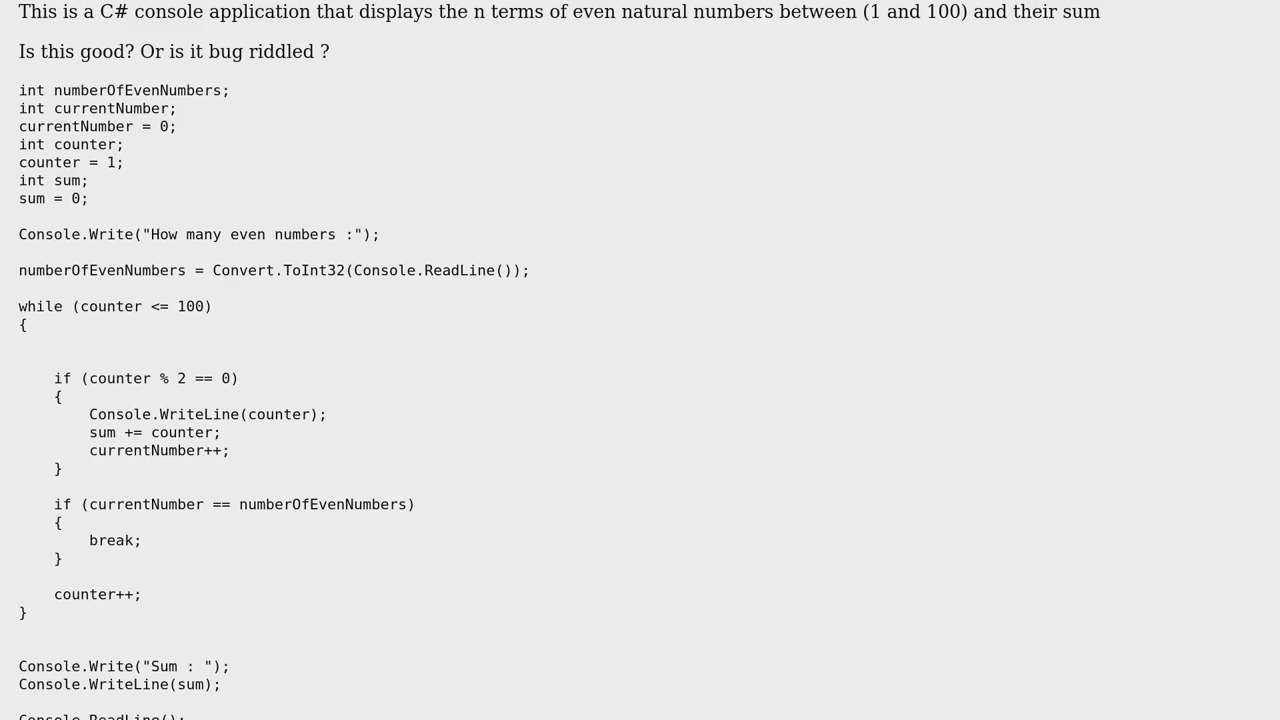 This is a C# console application that displays the n terms of even natural numbers between (1 and 100) and their sum
Is this good? Or is it bug riddled ?
int numberOfEvenNumbers;
int currentNumber;
currentNumber = 0;
int counter;
counter = 1;
int sum;
sum = 0;
Console.Write("How many even numbers :");
numberOfEvenNumbers = Convert.ToInt32(Console.ReadLine());
while (counter <= 100)
{
if (counter % 2 == 0)
{
Console.WriteLine(counter);
sum += counter;
currentNumber++;
}
if (currentNumber == numberOfEvenNumbers)
{
break;
}
counter++;
}
Console.Write("Sum : ");
Console.WriteLine(sum);
Console.ReadLine();